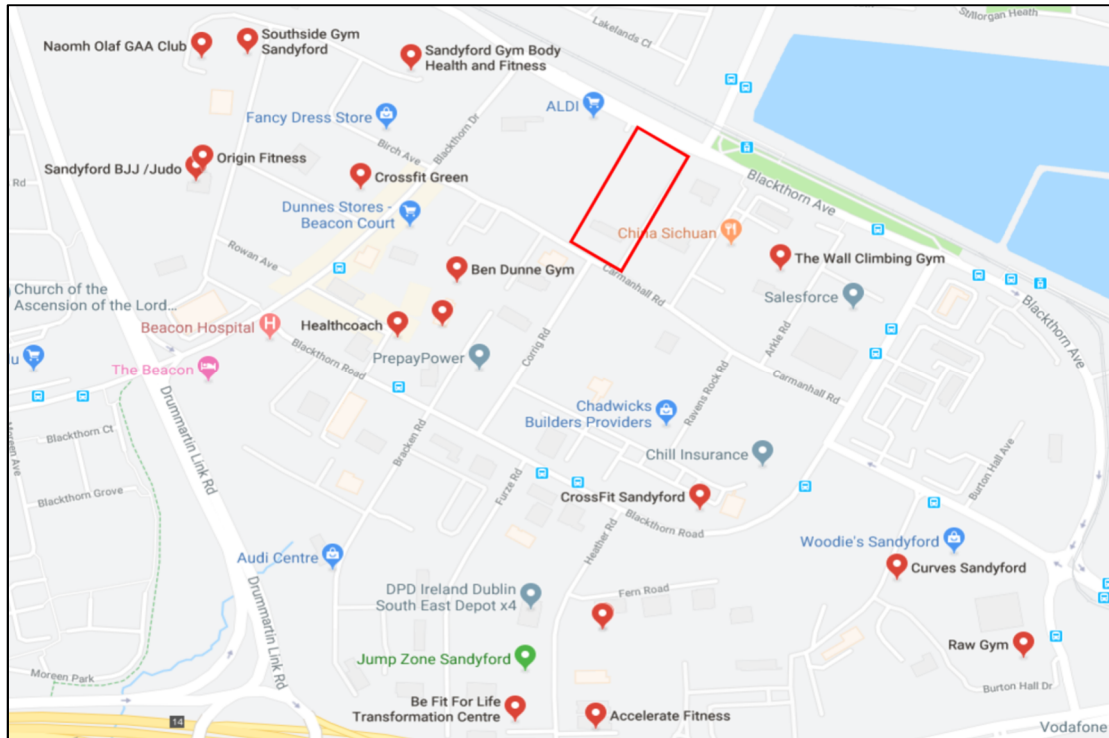 St/Morgan Heath
Lakelands Ct
Naomh Olaf GAA Club
Southside Gym
Sandyford
Sandyford Gym Body
Health and Fitness
ALDI
Fancy Dress Store
Blackthorn Dr
Birch Ave
Sandyford BJJ /Judo
Origin Fitness
Crossfit Green
Dunnes Stores -
Beacon Court
Blackthorn Ave
China Sichuan
The Wall Climbing Gym
Rowan Ave
Ben Dunne Gym
Carmanhall Rd
Salesforce
Church of the
Ascension of the Lord...
Beacon Hospital
Healthcoach
PrepayPower
Corrig Rd
Arkle Rd
Blackthorn Ave
The Beacon
Blackthorn Road
Ravens Rock Rd
Carmanhall Rd
Drummartin Link Rd
Chadwicks
Builders Providers
Blackthorn Ct
Moreen Ave
Bracken Rd
Chill Insurance
Burton Hall Ave
Blackthorn Grove
Furze Rd
CrossFit Sandyford
Blackthorn Road
Heather Rd
Woodie's Sandyford
Audi Centre
Curves Sandyford
DPD Ireland Dublin
South East Depot x4
Fern Road
Drummartin Link Rd
Jump Zone Sandyford
Raw Gym
Moreen Park
Burton Hall Dr
Be Fit For Life
Transformation Centre
Accelerate Fitness
14
Vodafone